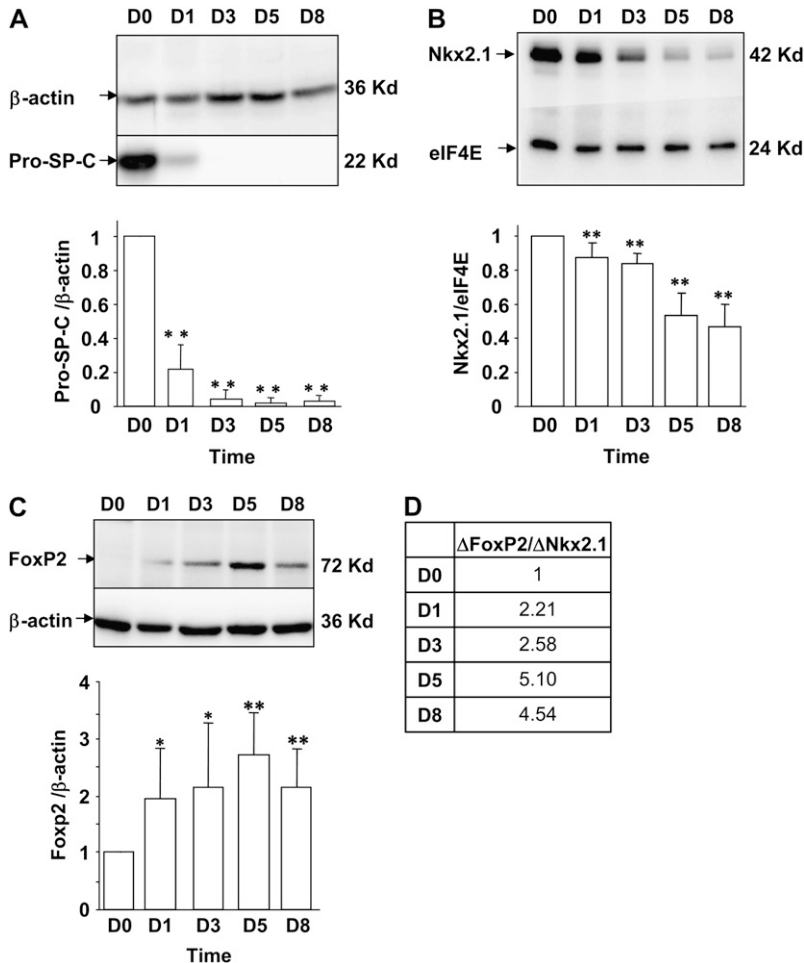 A
D0 D1 D3 D5 D8
β-actin
36 Kd
Pro-SP-C
22 Kd
Pro-SP-C /β-actin
1
0.8
0.6
0.4
0.2
0
**
**
**
**
D0 D1 D3 D5 D8
Time
B
D0 D1 D3 D5 D8
Nkx2.1
42 Kd
eIF4E
24 Kd
Nkx2.1/eIF4E
1
0.8
0.6
0.4
0.2
0
**
**
**
**
D0 D1 D3 D5 D8
Time
C
D0 D1 D3 D5 D8
FoxP2
72 Kd
β-actin
36 Kd
Foxp2 /β-actin
4
3
2
1
0
*
*
**
**
D0 D1 D3 D5 D8
Time
D
ΔFoxP2/ΔNkx2.1
D0 1
D1 2.21
D3 2.58
D5 5.10
D8 4.54